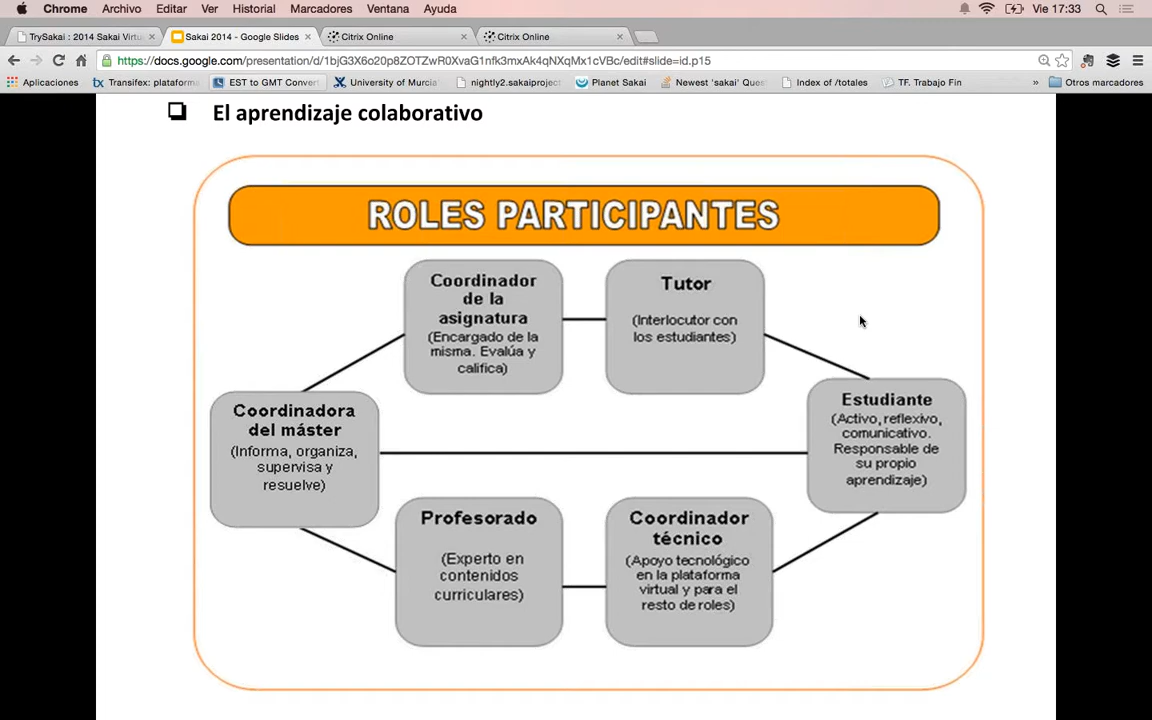 Chrome Archivo Editar Ver Historial Marcadores Ventana Ayuda Vie 17:33
TrySakai : 2014 Sakai Virtu Sakai 2014 - Google Slides Citrix Online Citrix Online
https://docs.google.com/presentation/d/1bjG3X6o20p8ZOTZwR0XvaG1nfk3mxAk4qNXqMx1cVBc/edit#slide=id.p15
Aplicaciones Transifex: plataform EST to GMT Convert University of Murcia nightly2.sakaiproject Planet Sakai Newest 'sakai' Ques Index of /totales TF. Trabajo Fin » Otros marcadores
El aprendizaje colaborativo
ROLES PARTICIPANTES
Coordinador
de la
asignatura
(Encargado de la
misma. Evalúa y
califica)
Tutor
(Interlocutor con
los estudiantes)
Coordinadora
del máster
(Informa, organiza,
supervisa y
resuelve)
Estudiante
(Activo, reflexivo,
comunicativo.
Responsable de
su propio
aprendizaje)
Profesorado
(Experto en
contenidos
curriculares)
Coordinador
técnico
(Apoyo tecnológico
en la plataforma
virtual y para el
resto de roles)